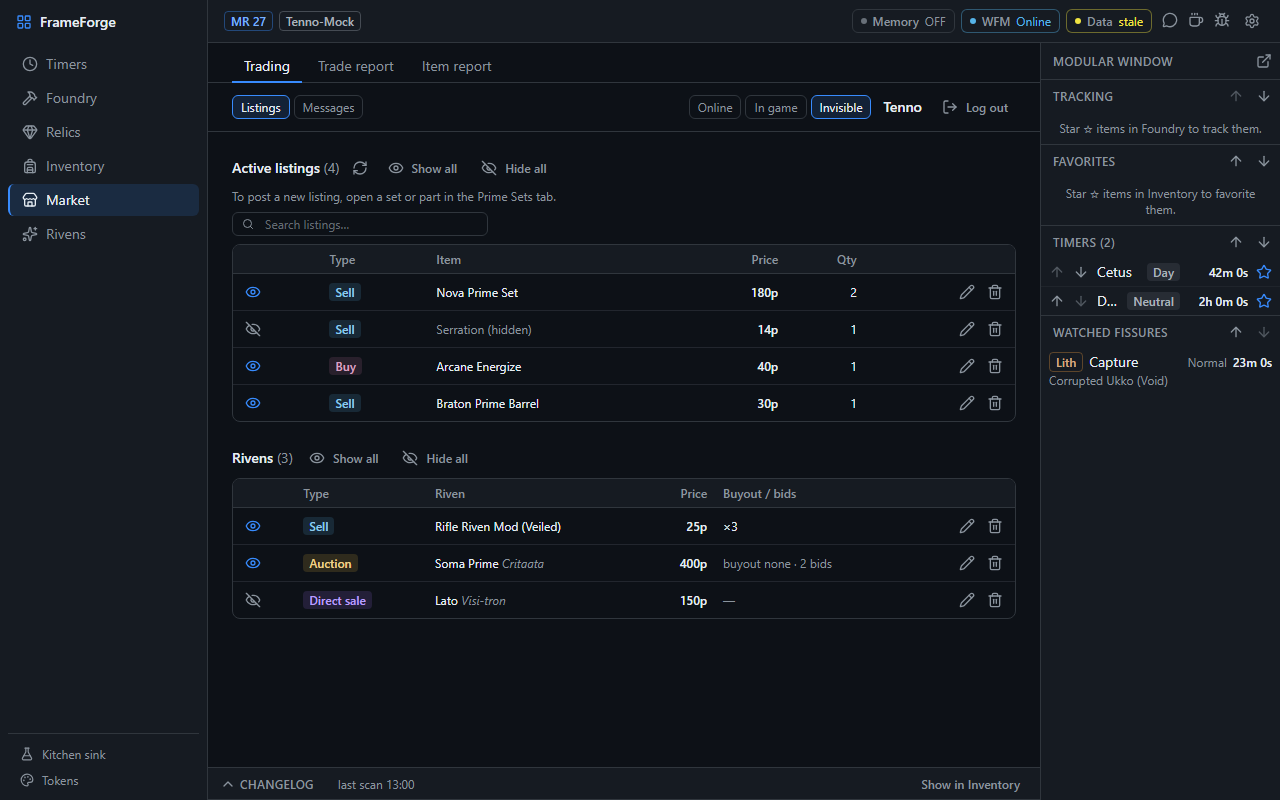 FrameForge
MR 27
Tenno-Mock
Memory OFF
WFM Online
Data stale
Timers
Foundry
Relics
Inventory
Market
Rivens
Kitchen sink
Tokens
Trading
Trade report
Item report
Listings
Messages
Online
In game
Invisible
Tenno
Log out
Active listings (4)
Show all
Hide all
To post a new listing, open a set or part in the Prime Sets tab.
Search listings...
Type Item Price Qty
Sell Nova Prime Set 180p 2
Sell Serration (hidden) 14p 1
Buy Arcane Energize 40p 1
Sell Braton Prime Barrel 30p 1
Rivens (3)
Show all
Hide all
Type Riven Price Buyout / bids
Sell Rifle Riven Mod (Veiled) 25p ×3
Auction Soma Prime Critaata 400p buyout none · 2 bids
Direct sale Lato Visi-tron 150p —
CHANGELOG
last scan 13:00
Show in Inventory
MODULAR WINDOW
TRACKING
Star ☆ items in Foundry to track them.
FAVORITES
Star ☆ items in Inventory to favorite
them.
TIMERS (2)
Cetus Day 42m 0s
D... Neutral 2h 0m 0s
WATCHED FISSURES
Lith Capture Normal 23m 0s
Corrupted Ukko (Void)